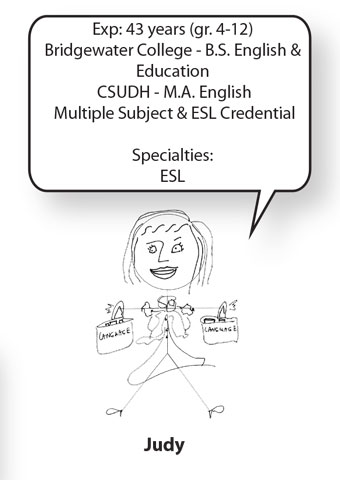 Exp: 43 years (gr. 4-12)
Bridgewater College - B.S. English &
Education
CSUDH - M.A. English
Multiple Subject & ESL Credential
Specialties:
ESL
LANGUAGE
LANGUAGE
Judy